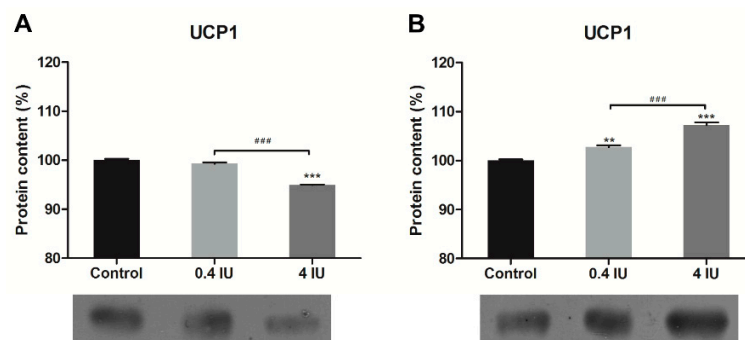 A
UCP1
Protein content (%)
120
110
100
90
80
###
***
Control
0.4 IU
4 IU
B
UCP1
Protein content (%)
120
110
100
90
80
###
**
***
Control
0.4 IU
4 IU